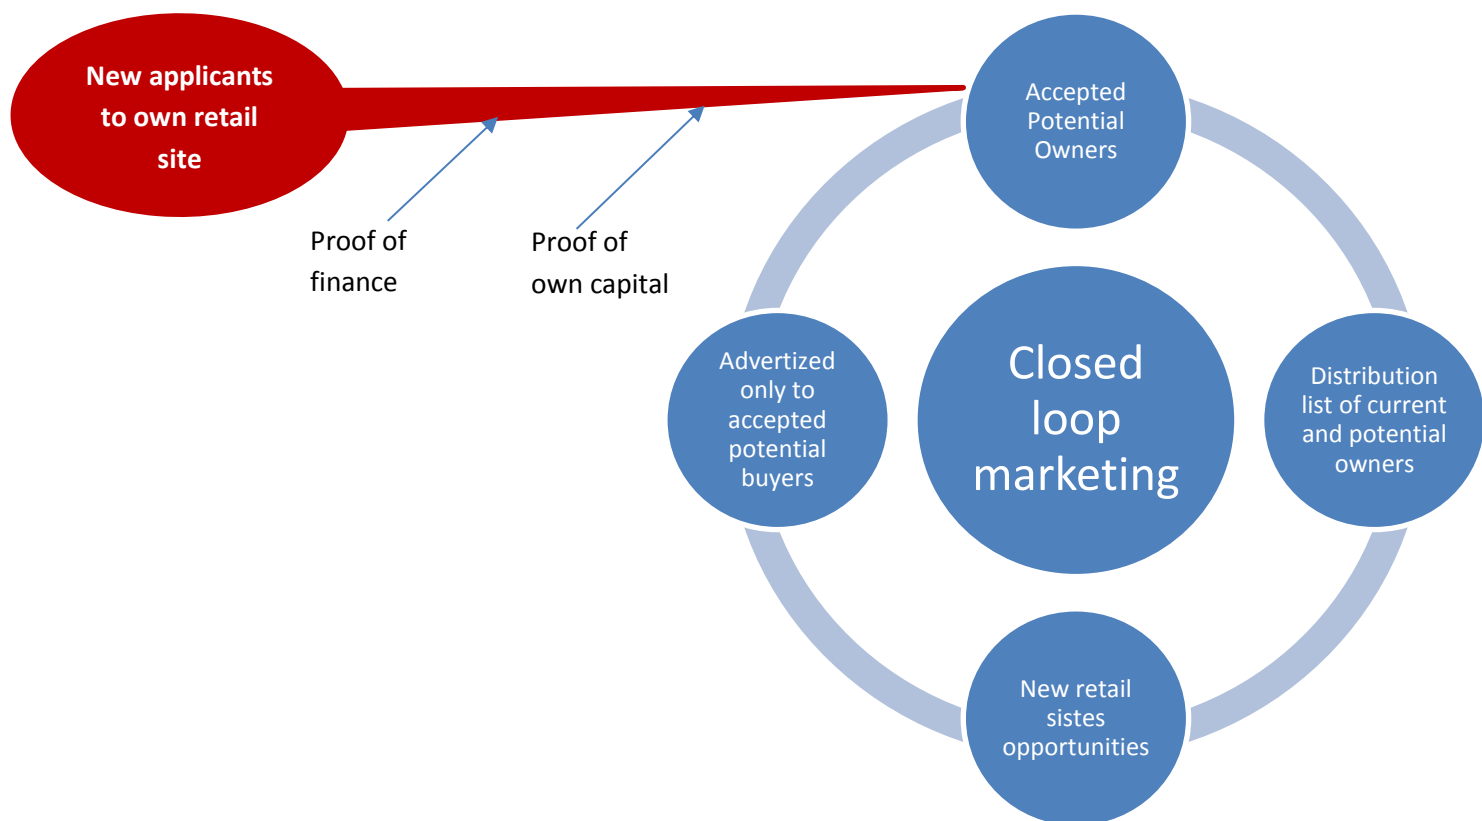 New applicants
to own retail
site
Proof of
finance
Proof of
own capital
Accepted
Potential
Owners
Advertized
only to
accepted
potential
buyers
Closed
loop
marketing
Distribution
list of current
and potential
owners
New retail
sistes
opportunities